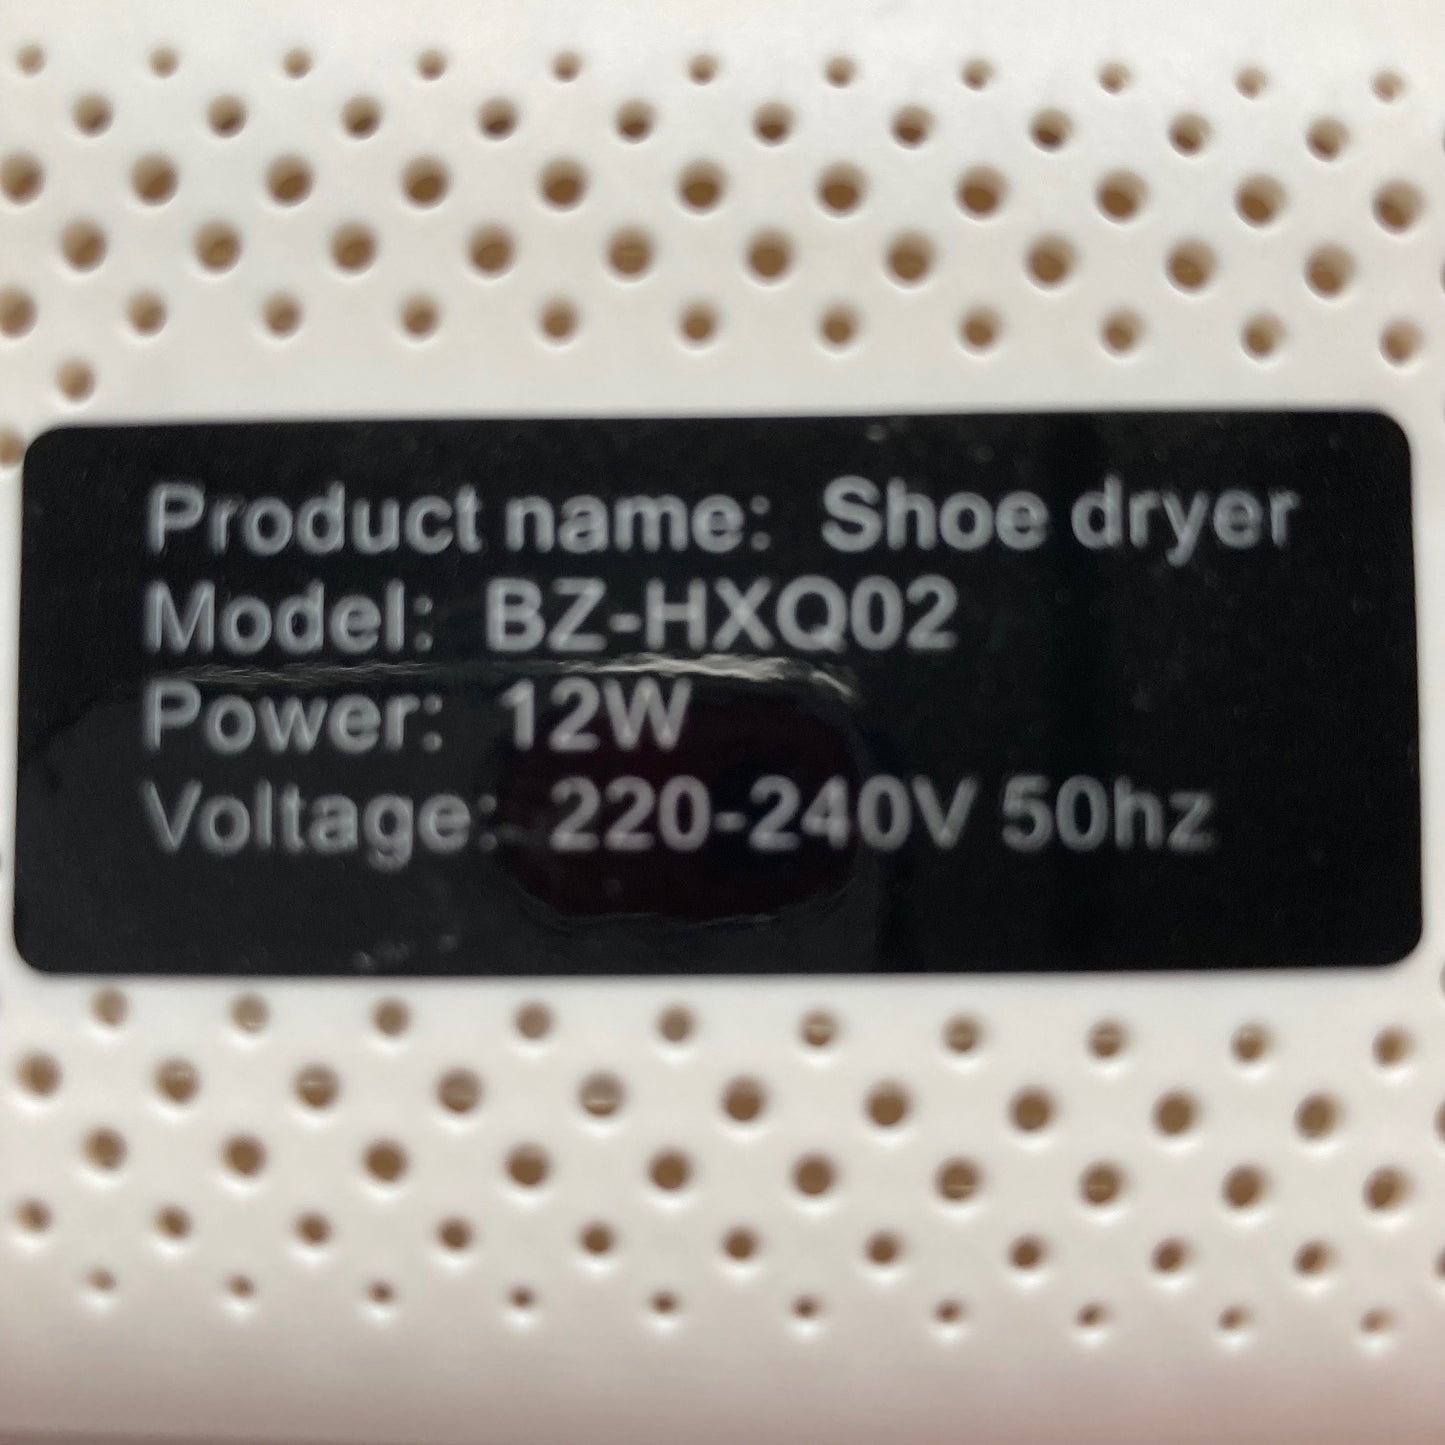 Product name: Shoe dryer
Model: BZ-HXQ02
Power: 12W
Voltage: 220-240V 50hz